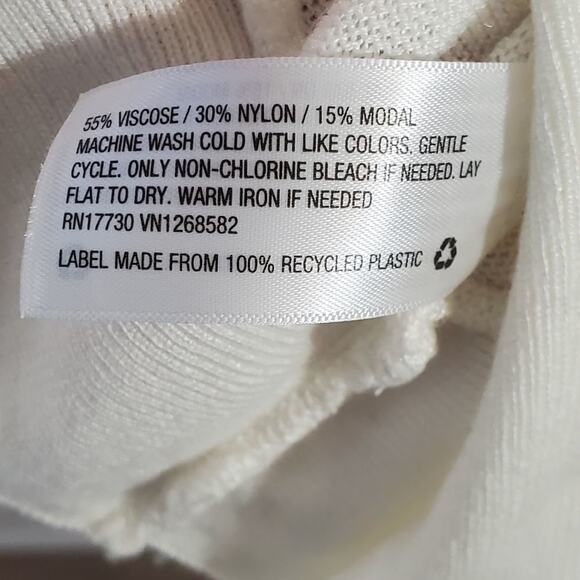 55% VISCOSE / 30% NYLON / 15% MODAL
MACHINE WASH COLD WITH LIKE COLORS. GENTLE
CYCLE. ONLY NON-CHLORINE BLEACH IF NEEDED. LAY
FLAT TO DRY. WARM IRON IF NEEDED
RN17730 VN1268582
LABEL MADE FROM 100% RECYCLED PLASTIC